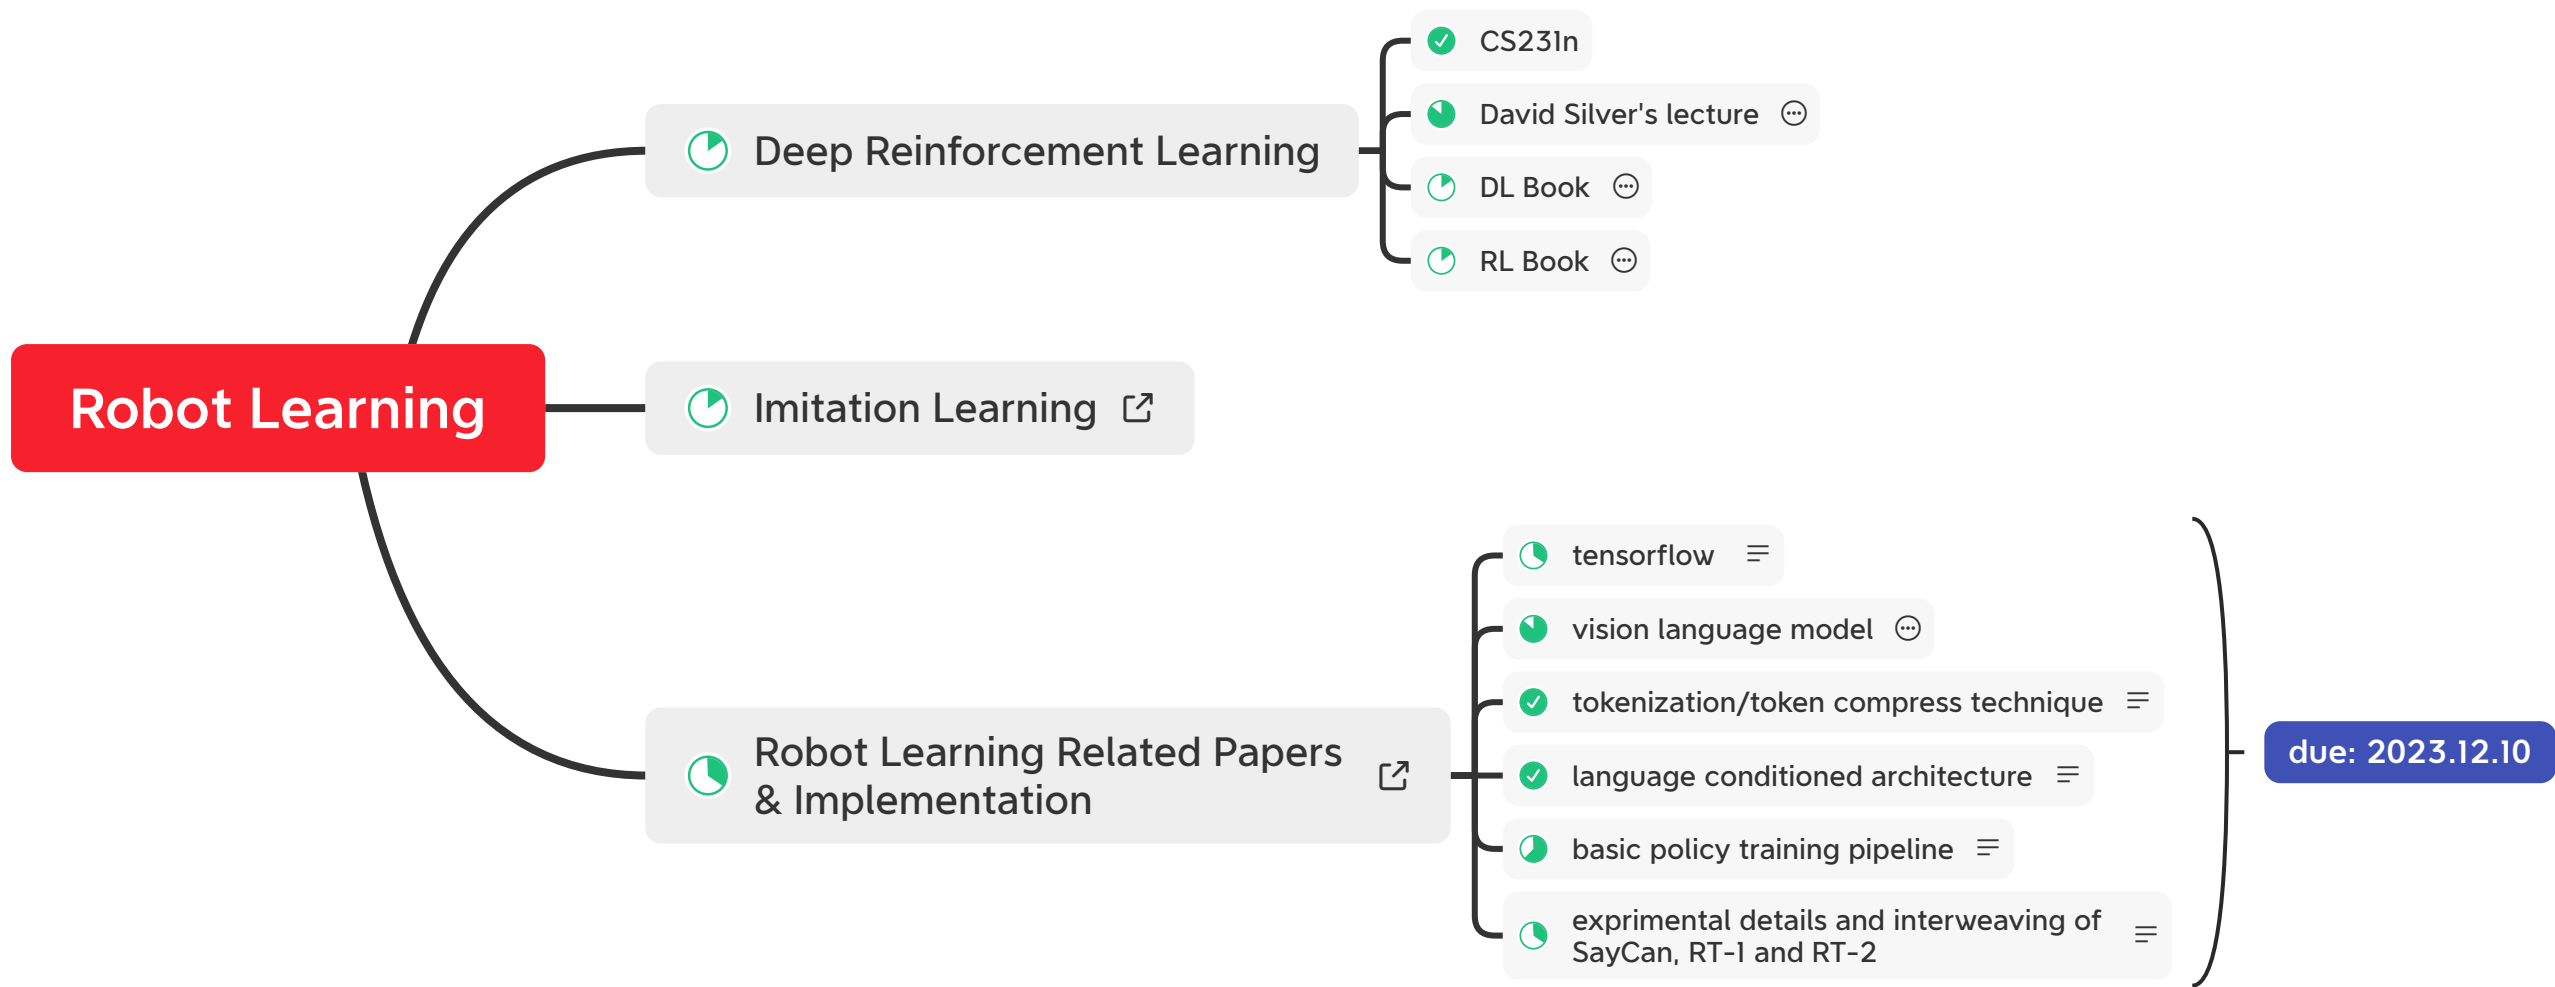 Robot Learning
Deep Reinforcement Learning
CS231n
David Silver's lecture
DL Book
RL Book
Imitation Learning
Robot Learning Related Papers
& Implementation
tensorflow
vision language model
tokenization/token compress technique
language conditioned architecture
basic policy training pipeline
exprimental details and interweaving of
SayCan, RT-1 and RT-2
due: 2023.12.10